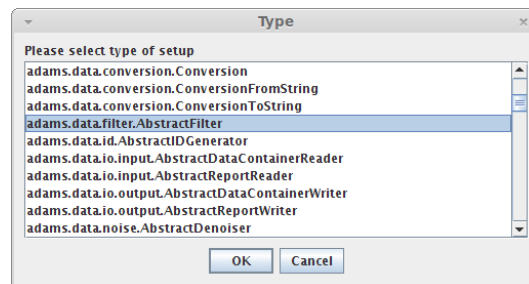 Type
Please select type of setup
adams.data.conversion.Conversion
adams.data.conversion.ConversionFromString
adams.data.conversion.ConversionToString
adams.data.filter.AbstractFilter
adams.data.id.AbstractIDGenerator
adams.data.io.input.AbstractDataContainerReader
adams.data.io.input.AbstractReportReader
adams.data.io.output.AbstractDataContainerWriter
adams.data.io.output.AbstractReportWriter
adams.data.noise.AbstractDenoiser
OK Cancel